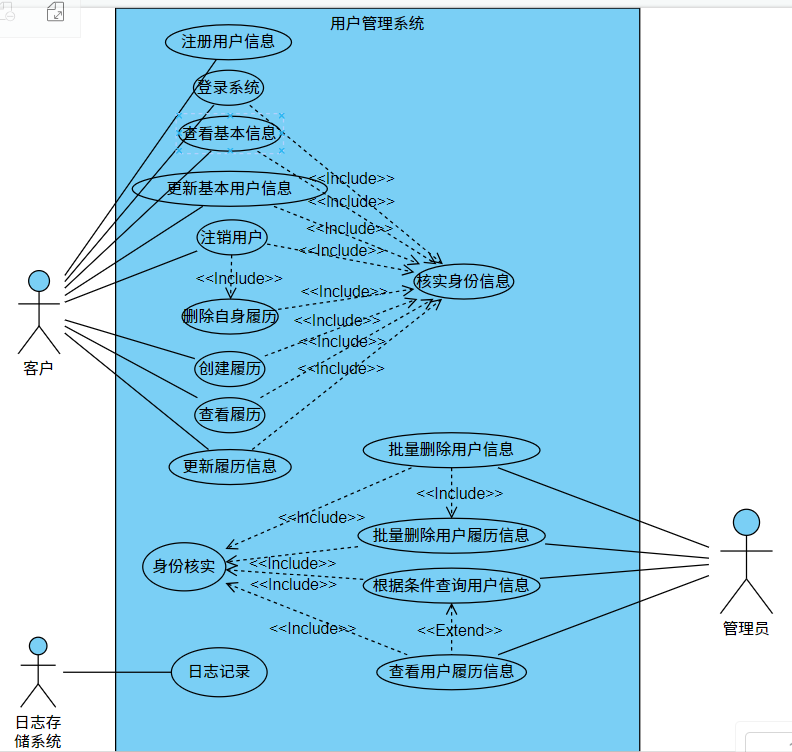 用户管理系统
注册用户信息
登录系统
查看基本信息
<<Include>>
更新基本用户信息
<<Include>>
<<Include>>
注销用户
<<Include>>
<<Include>>
核实身份信息
<<Include>>
删除自身履历
<<Include>>
<<Include>>
客户
创建履历
<<Include>>
查看履历
更新履历信息
批量删除用户信息
<<Include>>
<<Include>>
批量删除用户履历信息
身份核实
<<Include>>
<<Include>>
根据条件查询用户信息
<<Include>>
<<Extend>>
管理员
日志记录
查看用户履历信息
日志存
储系统